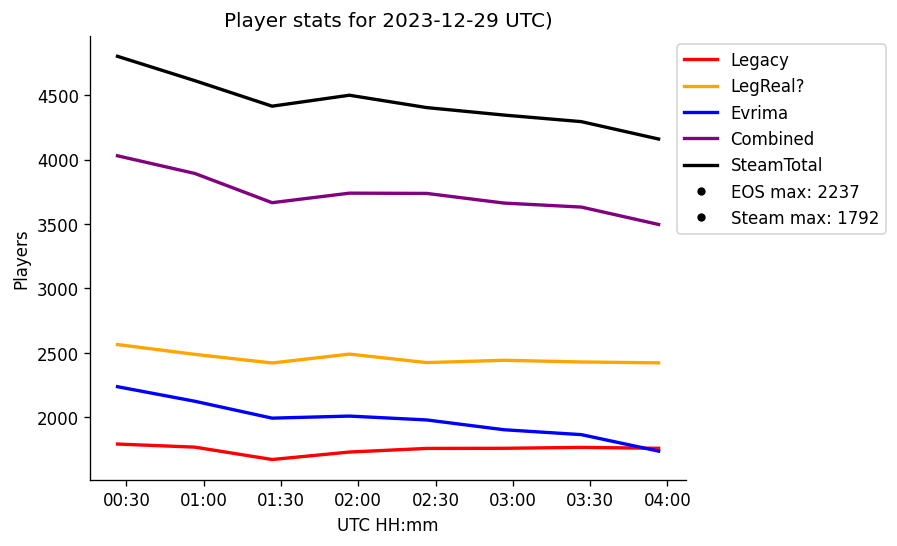 Player stats for 2023-12-29 UTC)
Legacy
LegReal?
Evrima
Combined
SteamTotal
EOS max: 2237
Steam max: 1792
Players
4500
4000
3500
3000
2500
2000
00:30 01:00 01:30 02:00 02:30 03:00 03:30 04:00
UTC HH:mm